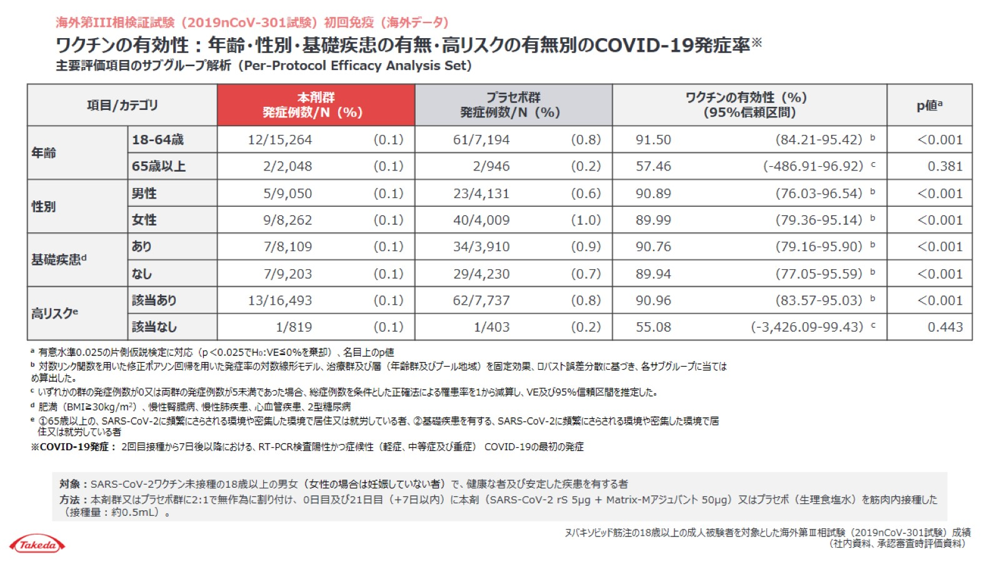 海外第III相検証試験（2019nCoV-301試験）初回免疫（海外データ）
ワクチンの有効性：年齢・性別・基礎疾患の有無・高リスクの有無別のCOVID-19発症率※
主要評価項目のサブグループ解析（Per-Protocol Efficacy Analysis Set）
項目/カテゴリ 本剤群 発症例数/N（%） プラセボ群 発症例数/N（%） ワクチンの有効性（%）（95%信頼区間） p値a
年齢 18-64歳 12/15,264 (0.1) 61/7,194 (0.8) 91.50 (84.21-95.42) b <0.001
65歳以上 2/2,048 (0.1) 2/946 (0.2) 57.46 (-486.91-96.92) c 0.381
性別 男性 5/9,050 (0.1) 23/4,131 (0.6) 90.89 (76.03-96.54) b <0.001
女性 9/8,262 (0.1) 40/4,009 (1.0) 89.99 (79.36-95.14) b <0.001
基礎疾患d あり 7/8,109 (0.1) 34/3,910 (0.9) 90.76 (79.16-95.90) b <0.001
なし 7/9,203 (0.1) 29/4,230 (0.7) 89.94 (77.05-95.59) b <0.001
高リスクe 該当あり 13/16,493 (0.1) 62/7,737 (0.8) 90.96 (83.57-95.03) b <0.001
該当なし 1/819 (0.1) 1/403 (0.2) 55.08 (-3,426.09-99.43) c 0.443
a 有意水準0.025の片側仮説検定に対応（p＜0.025でH0:VE≦0%を棄却）、名目上のp値
b 対数リンク関数を用いた修正ポアソン回帰を用いた発症率の対数線形モデル、治療群及び層（年齢群及びプール地域）を固定効果、ロバスト誤差分散に基づき、各サブグループに当ては
め算出した。
c いずれかの群の発症例数が0又は両群の発症例数が5未満であった場合、総症例数を条件とした正確法による罹患率を1から減算し、VE及び95%信頼区間を推定した。
d 肥満（BMI≧30kg/m2）、慢性腎臓病、慢性肺疾患、心血管疾患、2型糖尿病
e ①65歳以上の、SARS-CoV-2に頻繁にさらされる環境や密集した環境で居住又は就労している者、②基礎疾患を有する、SARS-CoV-2に頻繁にさらされる環境や密集した環境で居
住又は就労している者
※COVID-19発症： 2回目接種から7日後以降における、RT-PCR検査陽性かつ症候性（軽症、中等症及び重症） COVID-19の最初の発症
対象：SARS-CoV-2ワクチン未接種の18歳以上の男女（女性の場合は妊娠していない者）で、健康な者及び安定した疾患を有する者
方法：本剤群又はプラセボ群に2:1で無作為に割り付け、0日目及び21日目（+7日以内）に本剤（SARS-CoV-2 rS 5μg + Matrix-Mアジュバント 50μg）又はプラセボ（生理食塩水）を筋肉内接種した
（接種量：約0.5mL）。
ヌバキソビッド筋注の18歳以上の成人被験者を対象とした海外第Ⅲ相試験（2019nCoV-301試験）成績
（社内資料、承認審査時評価資料）
Takeda